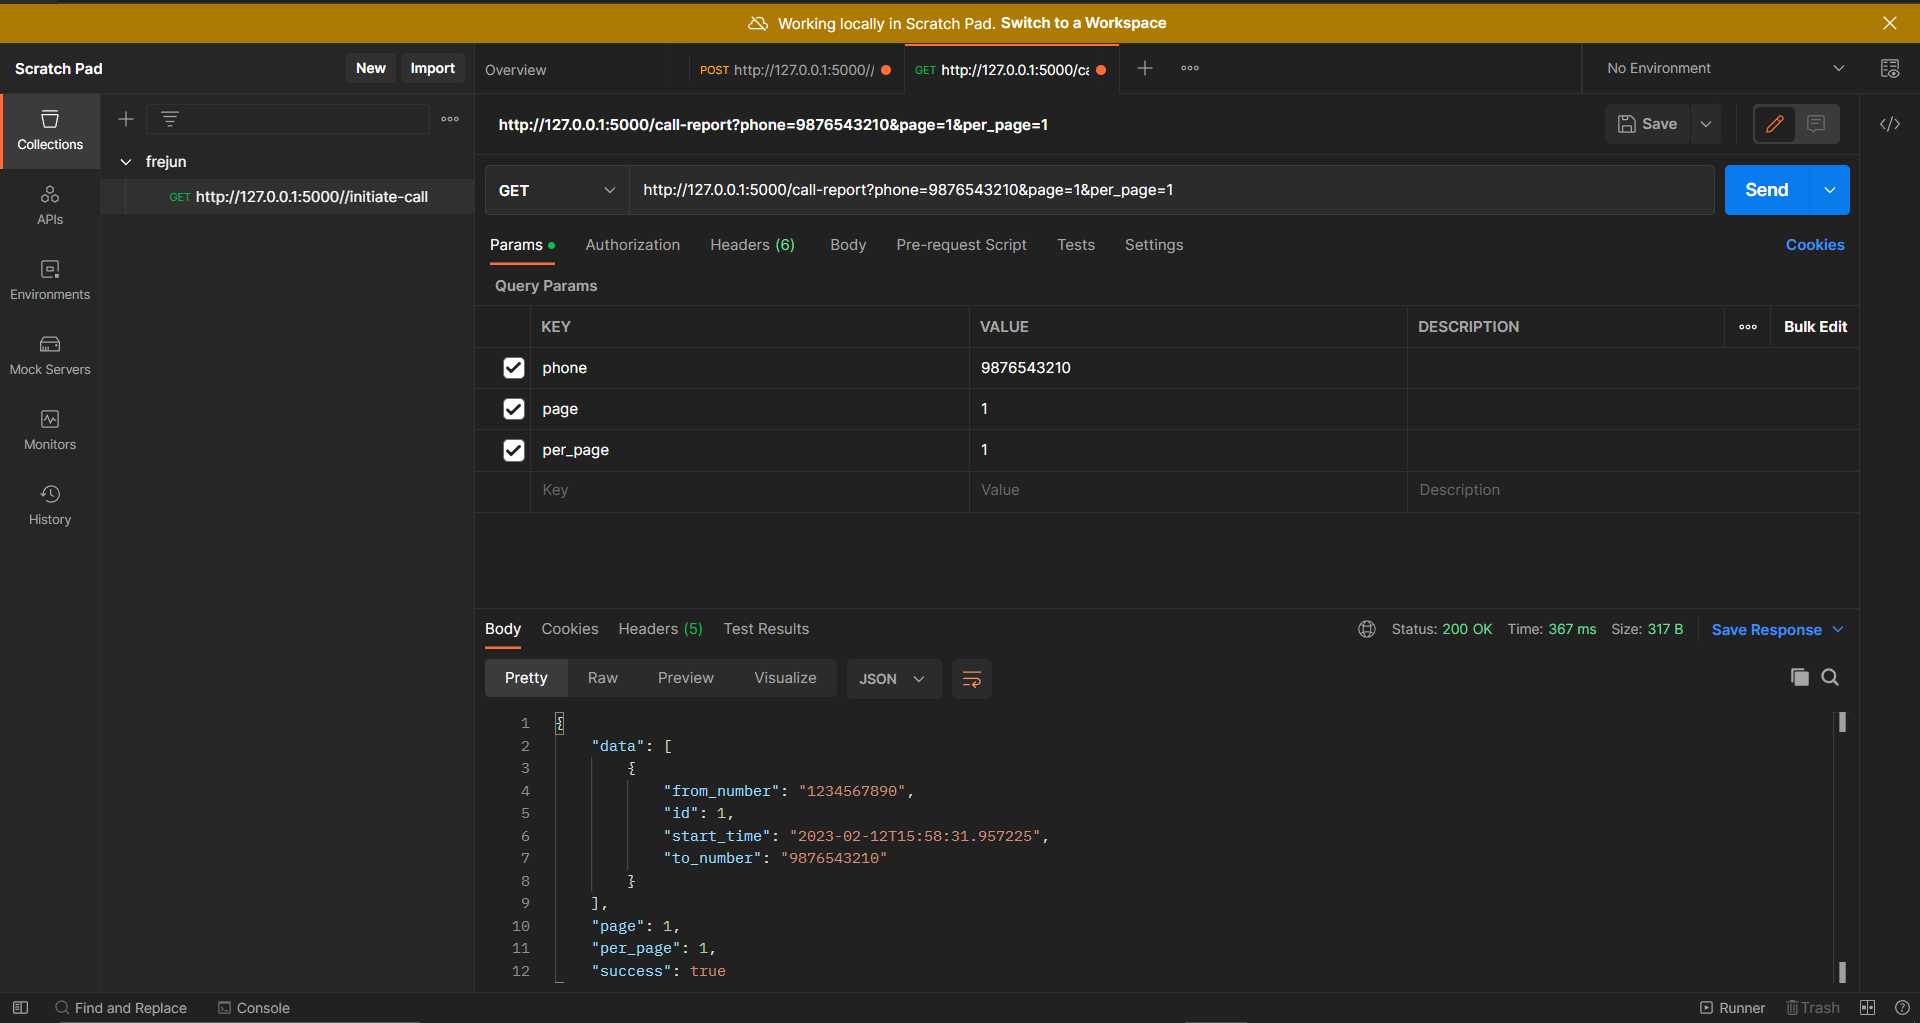 Working locally in Scratch Pad. Switch to a Workspace
Scratch Pad
New
Import
Overview
POST http://127.0.0.1:5000//
GET http://127.0.0.1:5000/ca
No Environment
Collections
APIs
Environments
Mock Servers
Monitors
History
frejun
GET http://127.0.0.1:5000//initiate-call
http://127.0.0.1:5000/call-report?phone=9876543210&page=1&per_page=1
Save
GET
http://127.0.0.1:5000/call-report?phone=9876543210&page=1&per_page=1
Send
Params
Authorization
Headers (6)
Body
Pre-request Script
Tests
Settings
Cookies
Query Params
KEY VALUE DESCRIPTION Bulk Edit
phone 9876543210
page 1
per_page 1
Key Value Description
Body
Cookies
Headers (5)
Test Results
Status: 200 OK
Time: 367 ms
Size: 317 B
Save Response
Pretty
Raw
Preview
Visualize
JSON
1 {
2 "data": [
3 {
4 "from_number": "1234567890",
5 "id": 1,
6 "start_time": "2023-02-12T15:58:31.957225",
7 "to_number": "9876543210"
8 }
9 ],
10 "page": 1,
11 "per_page": 1,
12 "success": true
Find and Replace
Console
Runner
Trash